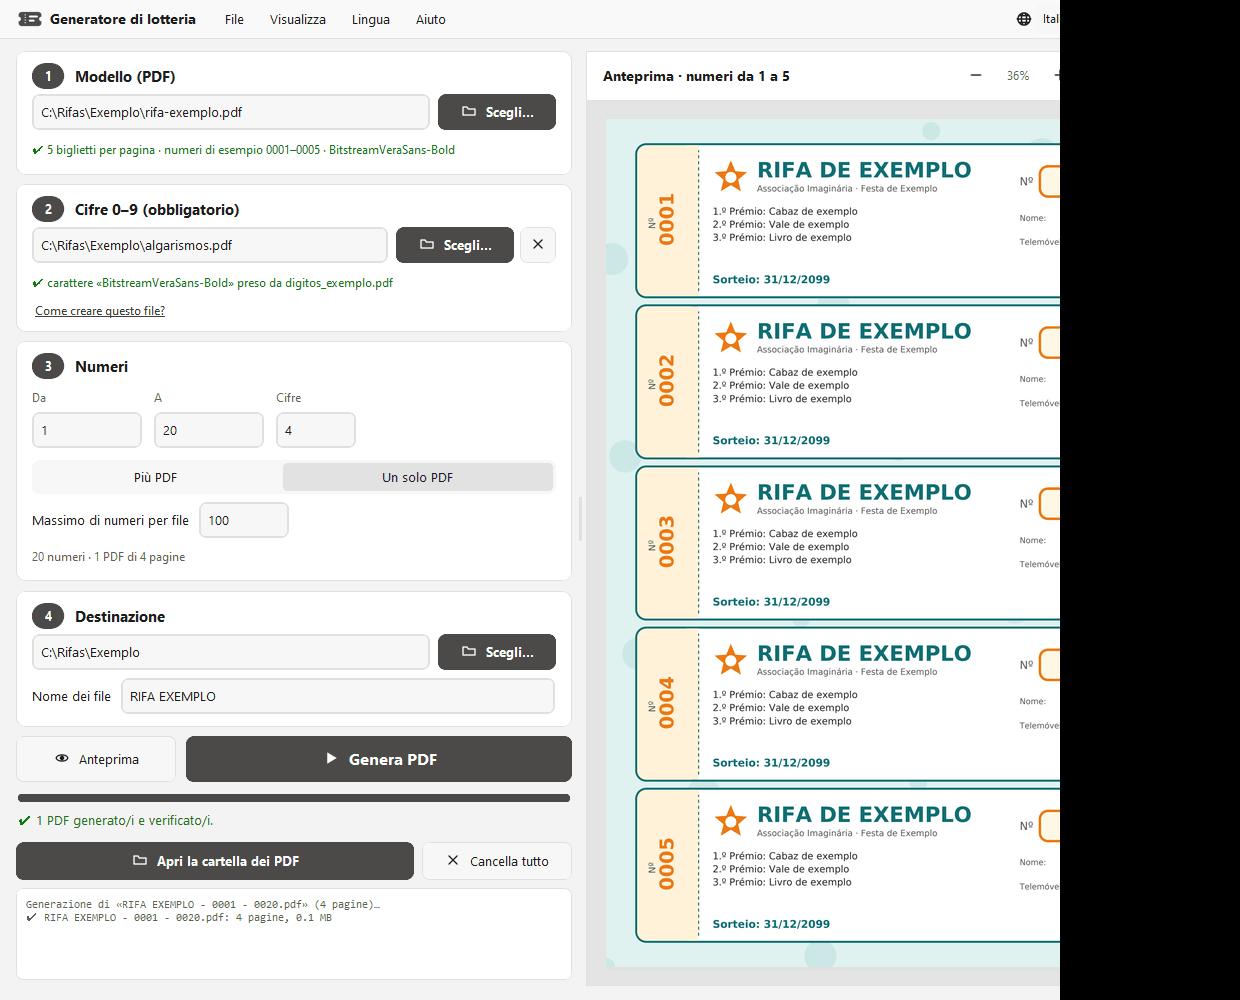 Generatore di lotteria
File
Visualizza
Lingua
Aiuto
1 Modello (PDF)
C:\Rifas\Exemplo\rifa-exemplo.pdf
Scegli...
✔ 5 biglietti per pagina · numeri di esempio 0001–0005 · BitstreamVeraSans-Bold
2 Cifre 0–9 (obbligatorio)
C:\Rifas\Exemplo\algarismos.pdf
Scegli...
✔ carattere «BitstreamVeraSans-Bold» preso da digitos_exemplo.pdf
Come creare questo file?
3 Numeri
Da
A
Cifre
1
20
4
Più PDF
Un solo PDF
Massimo di numeri per file
100
20 numeri · 1 PDF di 4 pagine
4 Destinazione
C:\Rifas\Exemplo
Scegli...
Nome dei file
RIFA EXEMPLO
Anteprima
Genera PDF
✔ 1 PDF generato/i e verificato/i.
Apri la cartella dei PDF
Cancella tutto
Generazione di «RIFA EXEMPLO - 0001 - 0020.pdf» (4 pagine)…
✔ RIFA EXEMPLO - 0001 - 0020.pdf: 4 pagine, 0.1 MB
Anteprima · numeri da 1 a 5
36%
Nº 0001
RIFA DE EXEMPLO
Associação Imaginária · Festa de Exemplo
1.º Prémio: Cabaz de exemplo
2.º Prémio: Vale de exemplo
3.º Prémio: Livro de exemplo
Sorteio: 31/12/2099
Nº
Nome:
Nº 0002
RIFA DE EXEMPLO
Associação Imaginária · Festa de Exemplo
1.º Prémio: Cabaz de exemplo
2.º Prémio: Vale de exemplo
3.º Prémio: Livro de exemplo
Sorteio: 31/12/2099
Nº
Nome:
Nº 0003
RIFA DE EXEMPLO
Associação Imaginária · Festa de Exemplo
1.º Prémio: Cabaz de exemplo
2.º Prémio: Vale de exemplo
3.º Prémio: Livro de exemplo
Sorteio: 31/12/2099
Nº
Nome:
Nº 0004
RIFA DE EXEMPLO
Associação Imaginária · Festa de Exemplo
1.º Prémio: Cabaz de exemplo
2.º Prémio: Vale de exemplo
3.º Prémio: Livro de exemplo
Sorteio: 31/12/2099
Nº
Nome:
Nº 0005
RIFA DE EXEMPLO
Associação Imaginária · Festa de Exemplo
1.º Prémio: Cabaz de exemplo
2.º Prémio: Vale de exemplo
3.º Prémio: Livro de exemplo
Sorteio: 31/12/2099
Nº
Nome: